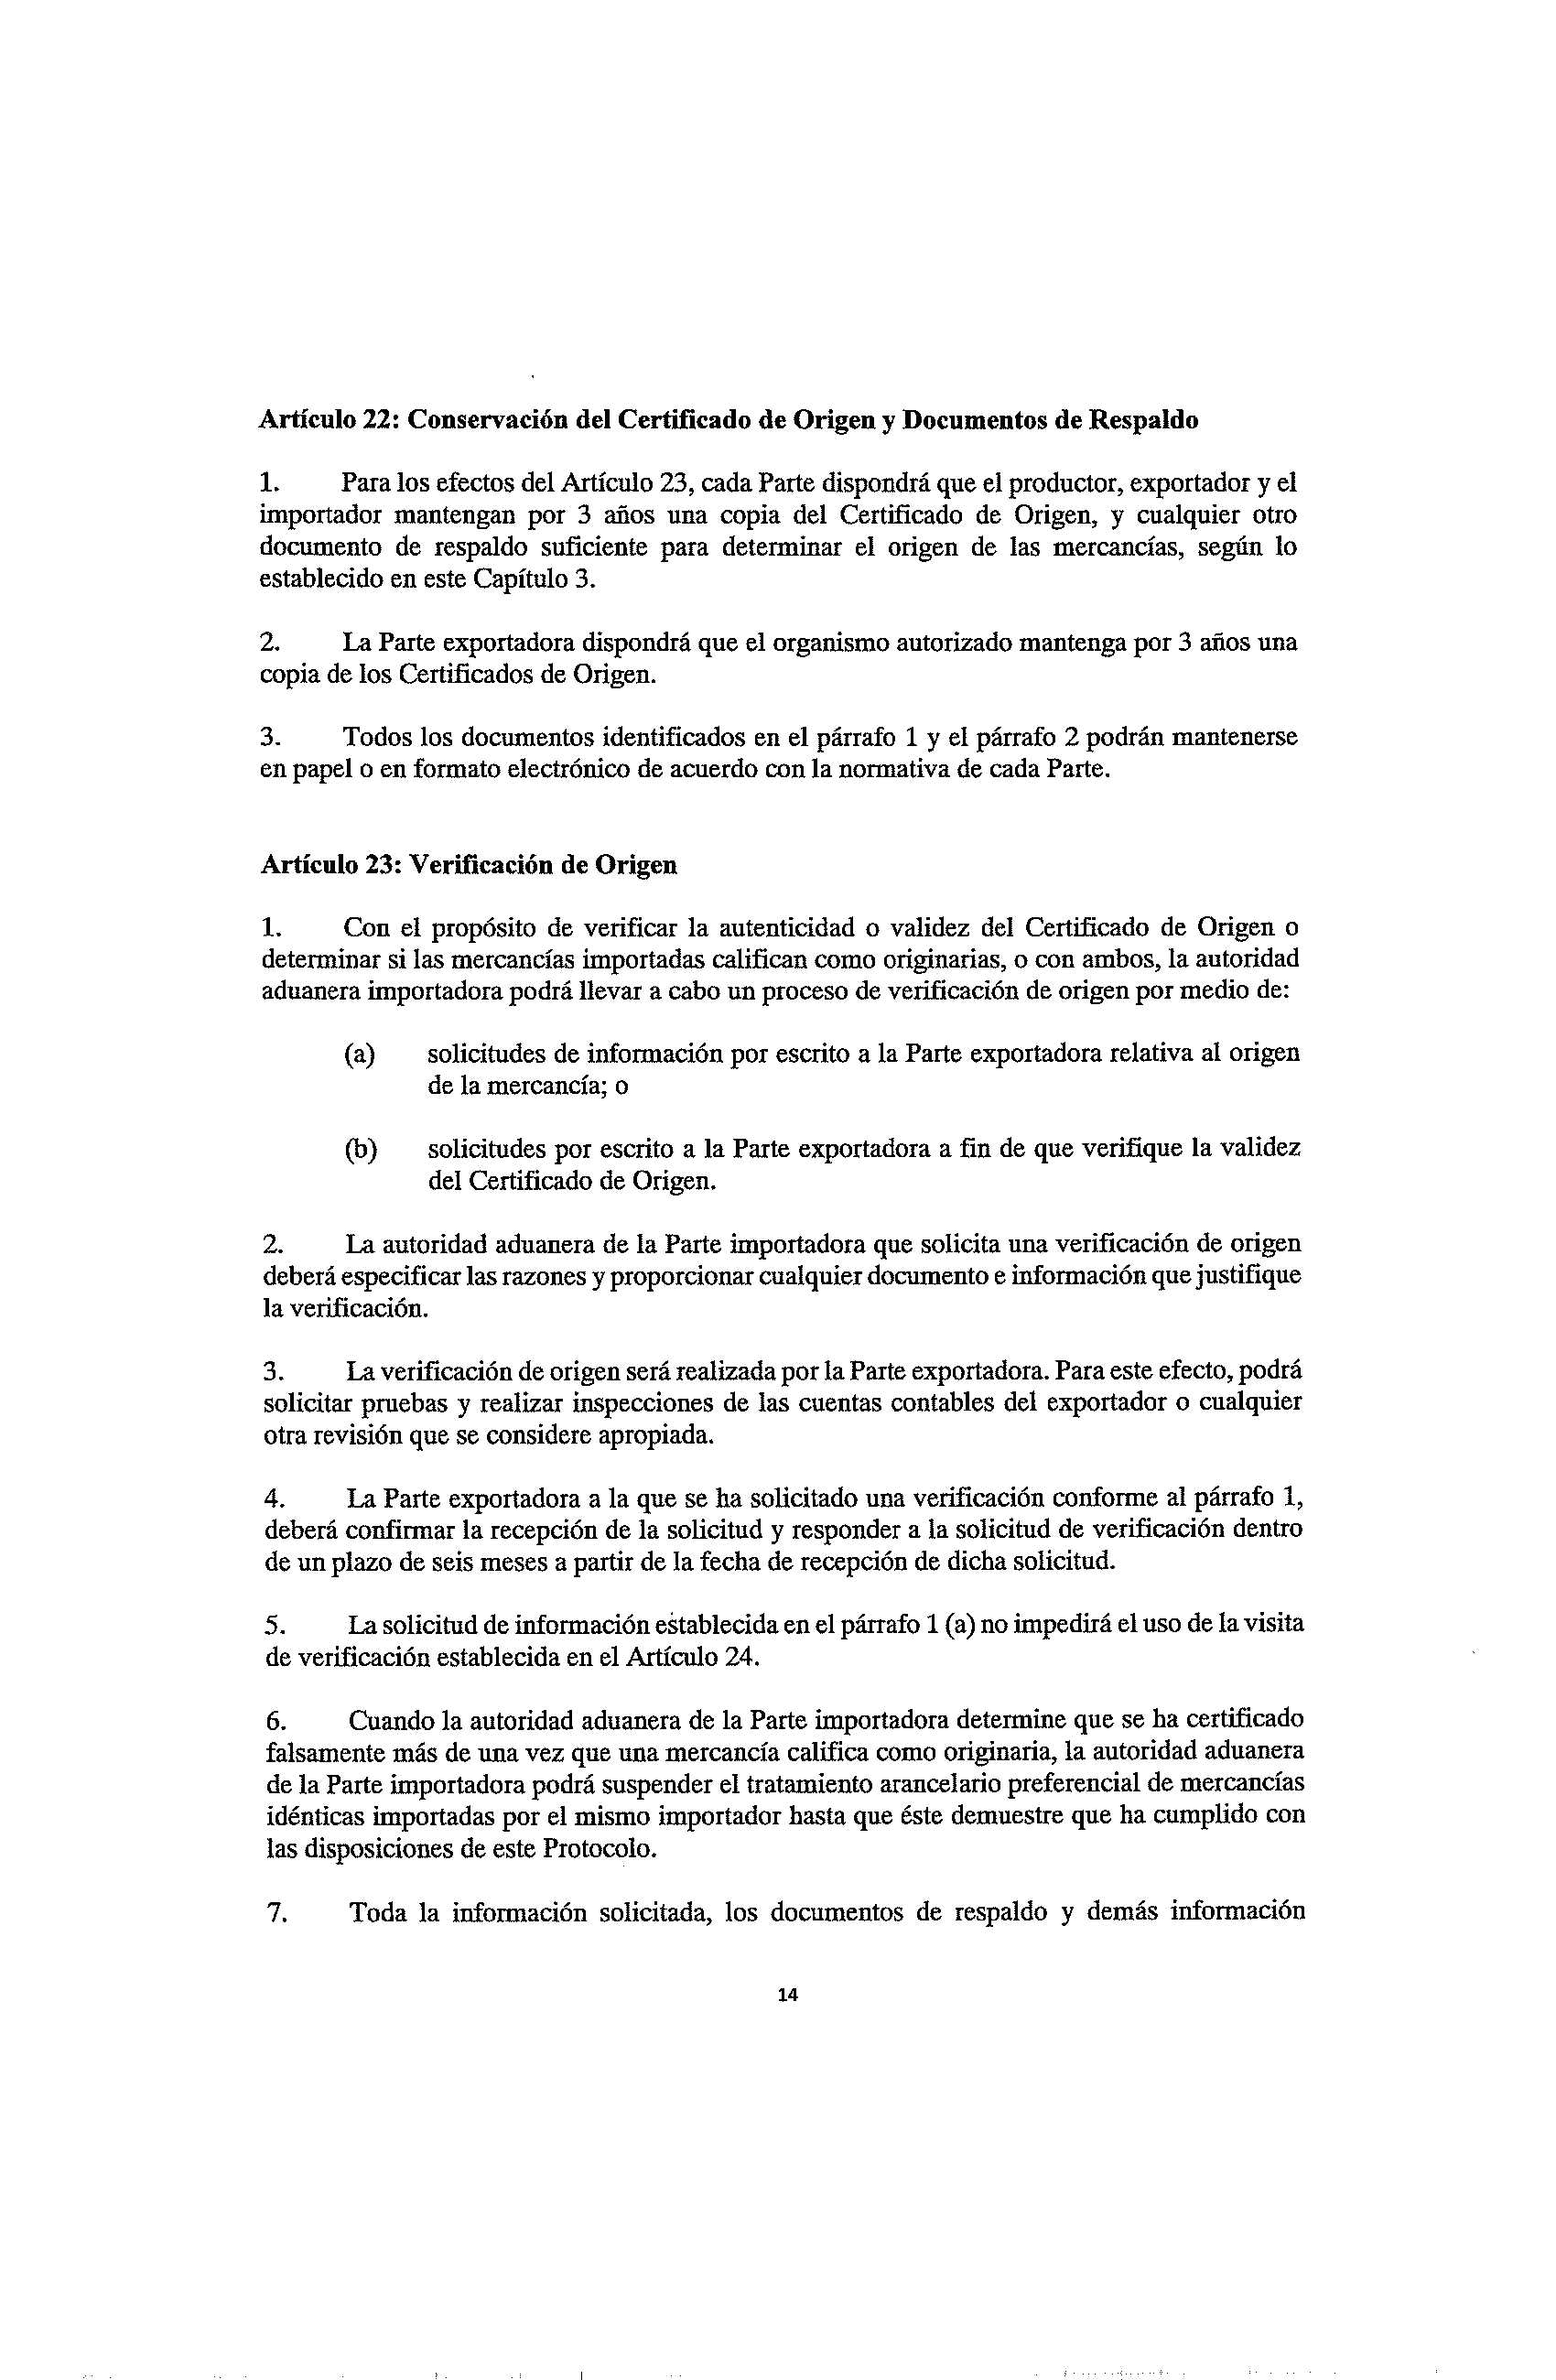 Artículo 22: Conservación del Certificado de Origen y Documentos de Respaldo
1. Para los efectos del Artículo 23, cada Parte dispondrá que el productor, exportador y el
importador mantengan por 3 años una copia del Certificado de Origen, y cualquier otro
documento de respaldo suficiente para determinar el origen de las mercancías, según lo
establecido en este Capítulo 3.
2. La Parte exportadora dispondrá que el organismo autorizado mantenga por 3 años una
copia de los Certificados de Origen.
3. Todos los documentos identificados en el párrafo 1 y el párrafo 2 podrán mantenerse
en papel o en formato electrónico de acuerdo con la normativa de cada Parte.
Artículo 23: Verificación de Origen
1. Con el propósito de verificar la autenticidad o validez del Certificado de Origen o
determinar si las mercancías importadas califican como originarias, o con ambos, la autoridad
aduanera importadora podrá llevar a cabo un proceso de verificación de origen por medio de:
(a) solicitudes de información por escrito a la Parte exportadora relativa al origen
de la mercancía; o
(b) solicitudes por escrito a la Parte exportadora a fin de que verifique la validez
del Certificado de Origen.
2. La autoridad aduanera de la Parte importadora que solicita una verificación de origen
deberá especificar las razones y proporcionar cualquier documento e información que justifique
la verificación.
3. La verificación de origen será realizada por la Parte exportadora. Para este efecto, podrá
solicitar pruebas y realizar inspecciones de las cuentas contables del exportador o cualquier
otra revisión que se considere apropiada.
4. La Parte exportadora a la que se ha solicitado una verificación conforme al párrafo 1,
deberá confirmar la recepción de la solicitud y responder a la solicitud de verificación dentro
de un plazo de seis meses a partir de la fecha de recepción de dicha solicitud.
5. La solicitud de información establecida en el párrafo 1 (a) no impedirá el uso de la visita
de verificación establecida en el Artículo 24.
6. Cuando la autoridad aduanera de la Parte importadora determine que se ha certificado
falsamente más de una vez que una mercancía califica como originaria, la autoridad aduanera
de la Parte importadora podrá suspender el tratamiento arancelario preferencial de mercancías
idénticas importadas por el mismo importador hasta que éste demuestre que ha cumplido con
las disposiciones de este Protocolo.
7. Toda la información solicitada, los documentos de respaldo y demás información
14